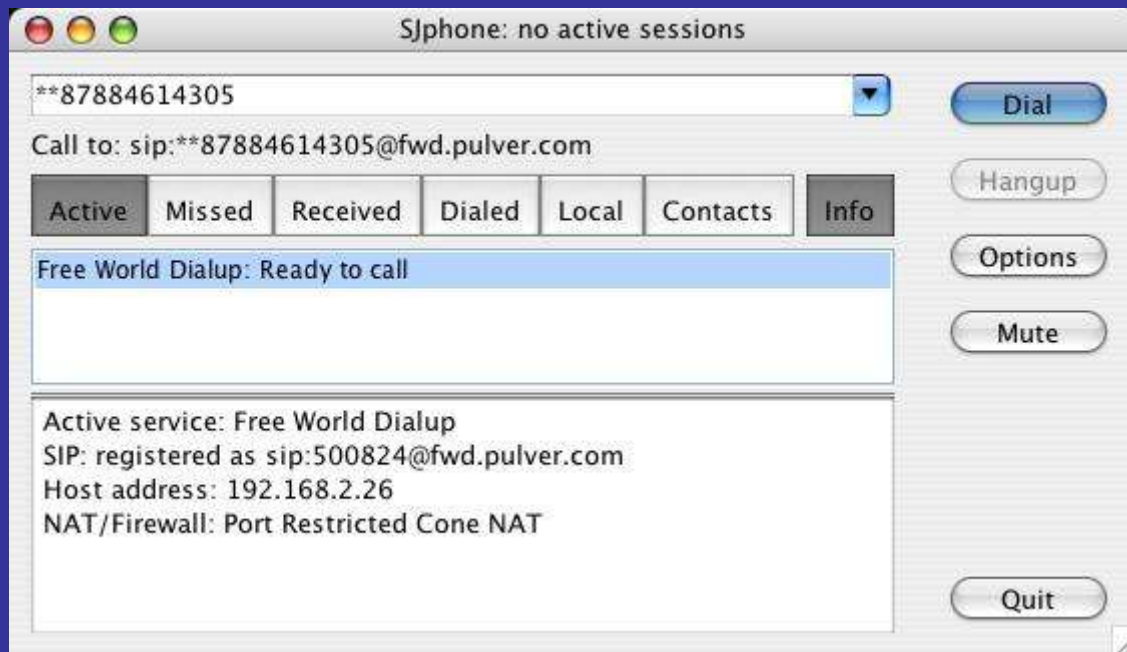 SJphone: no active sessions
**87884614305
Dial
Call to: sip:**87884614305@fwd.pulver.com
Hangup
Active Missed Received Dialed Local Contacts Info
Options
Free World Dialup: Ready to call
Mute
Active service: Free World Dialup
SIP: registered as sip:500824@fwd.pulver.com
Host address: 192.168.2.26
NAT/Firewall: Port Restricted Cone NAT
Quit